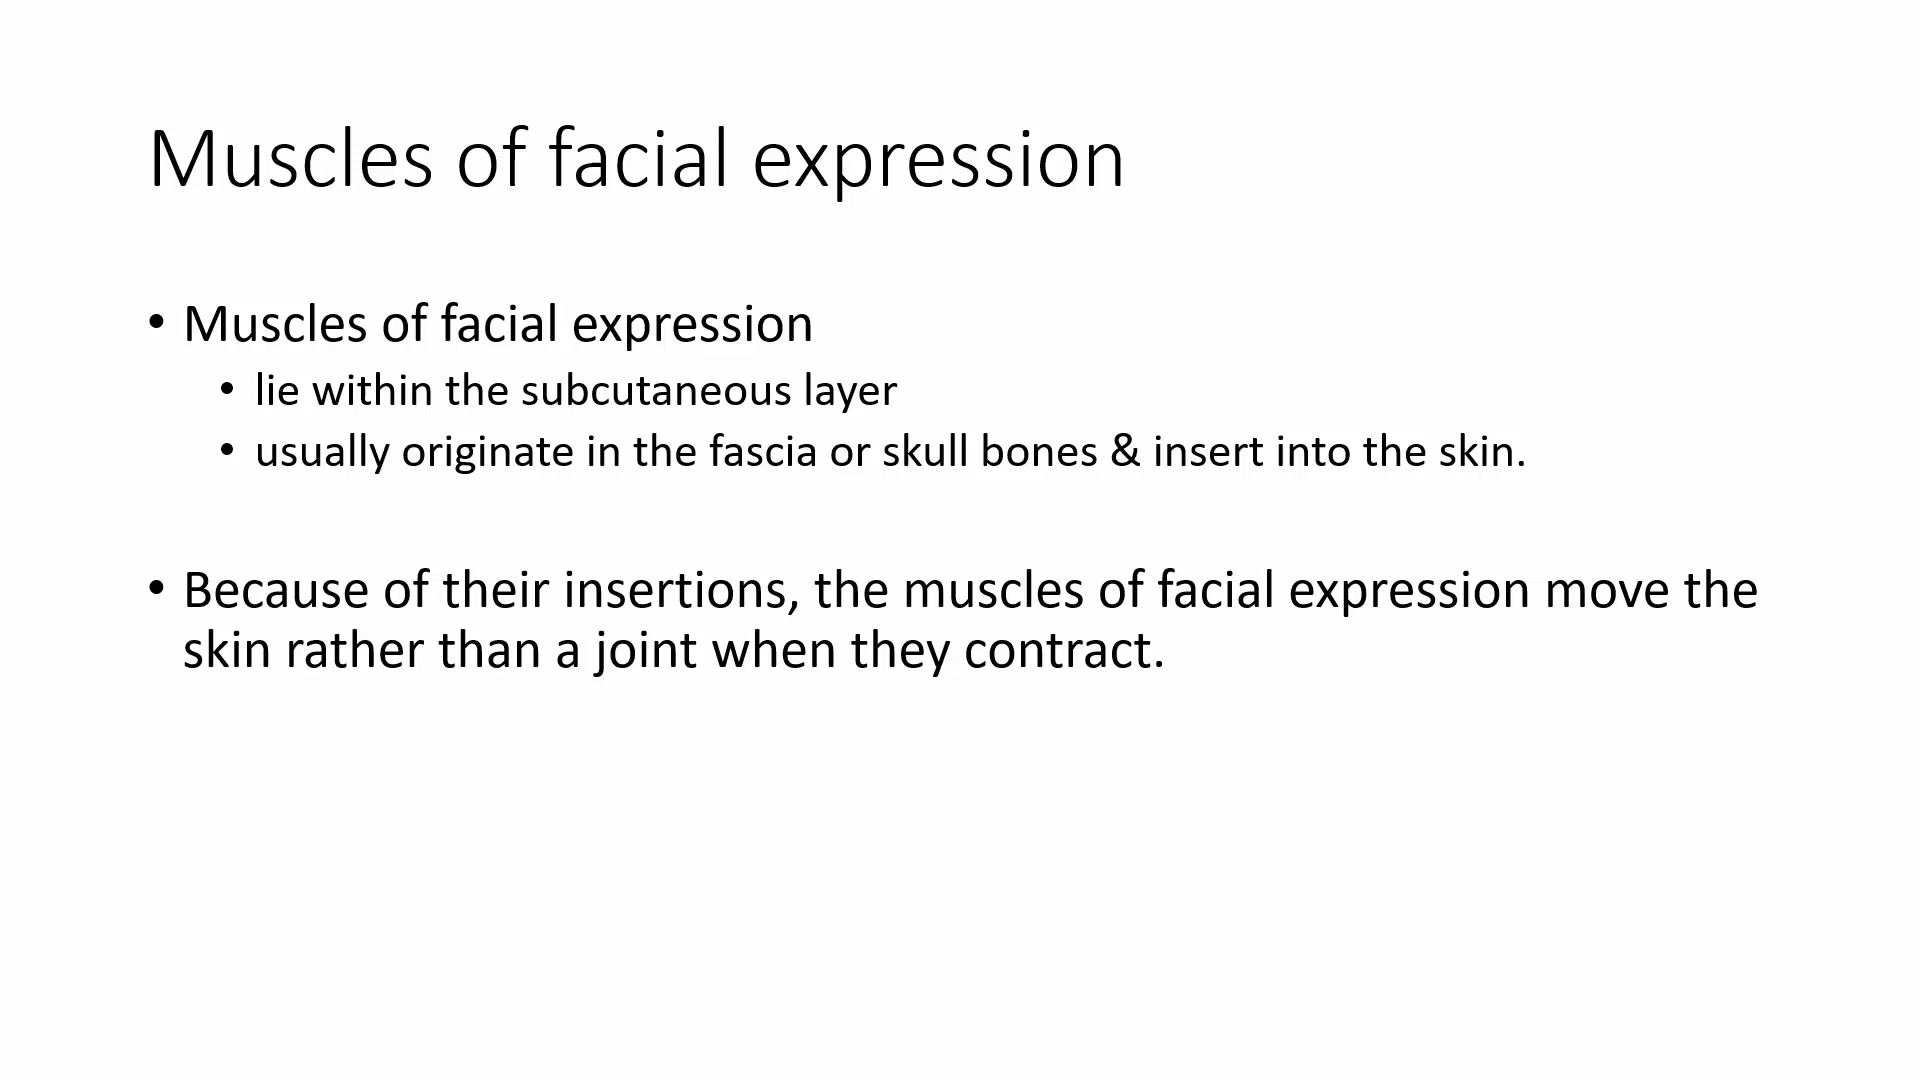 Muscles of facial expression
• Muscles of facial expression
• lie within the subcutaneous layer
• usually originate in the fascia or skull bones & insert into the skin.
• Because of their insertions, the muscles of facial expression move the
skin rather than a joint when they contract.